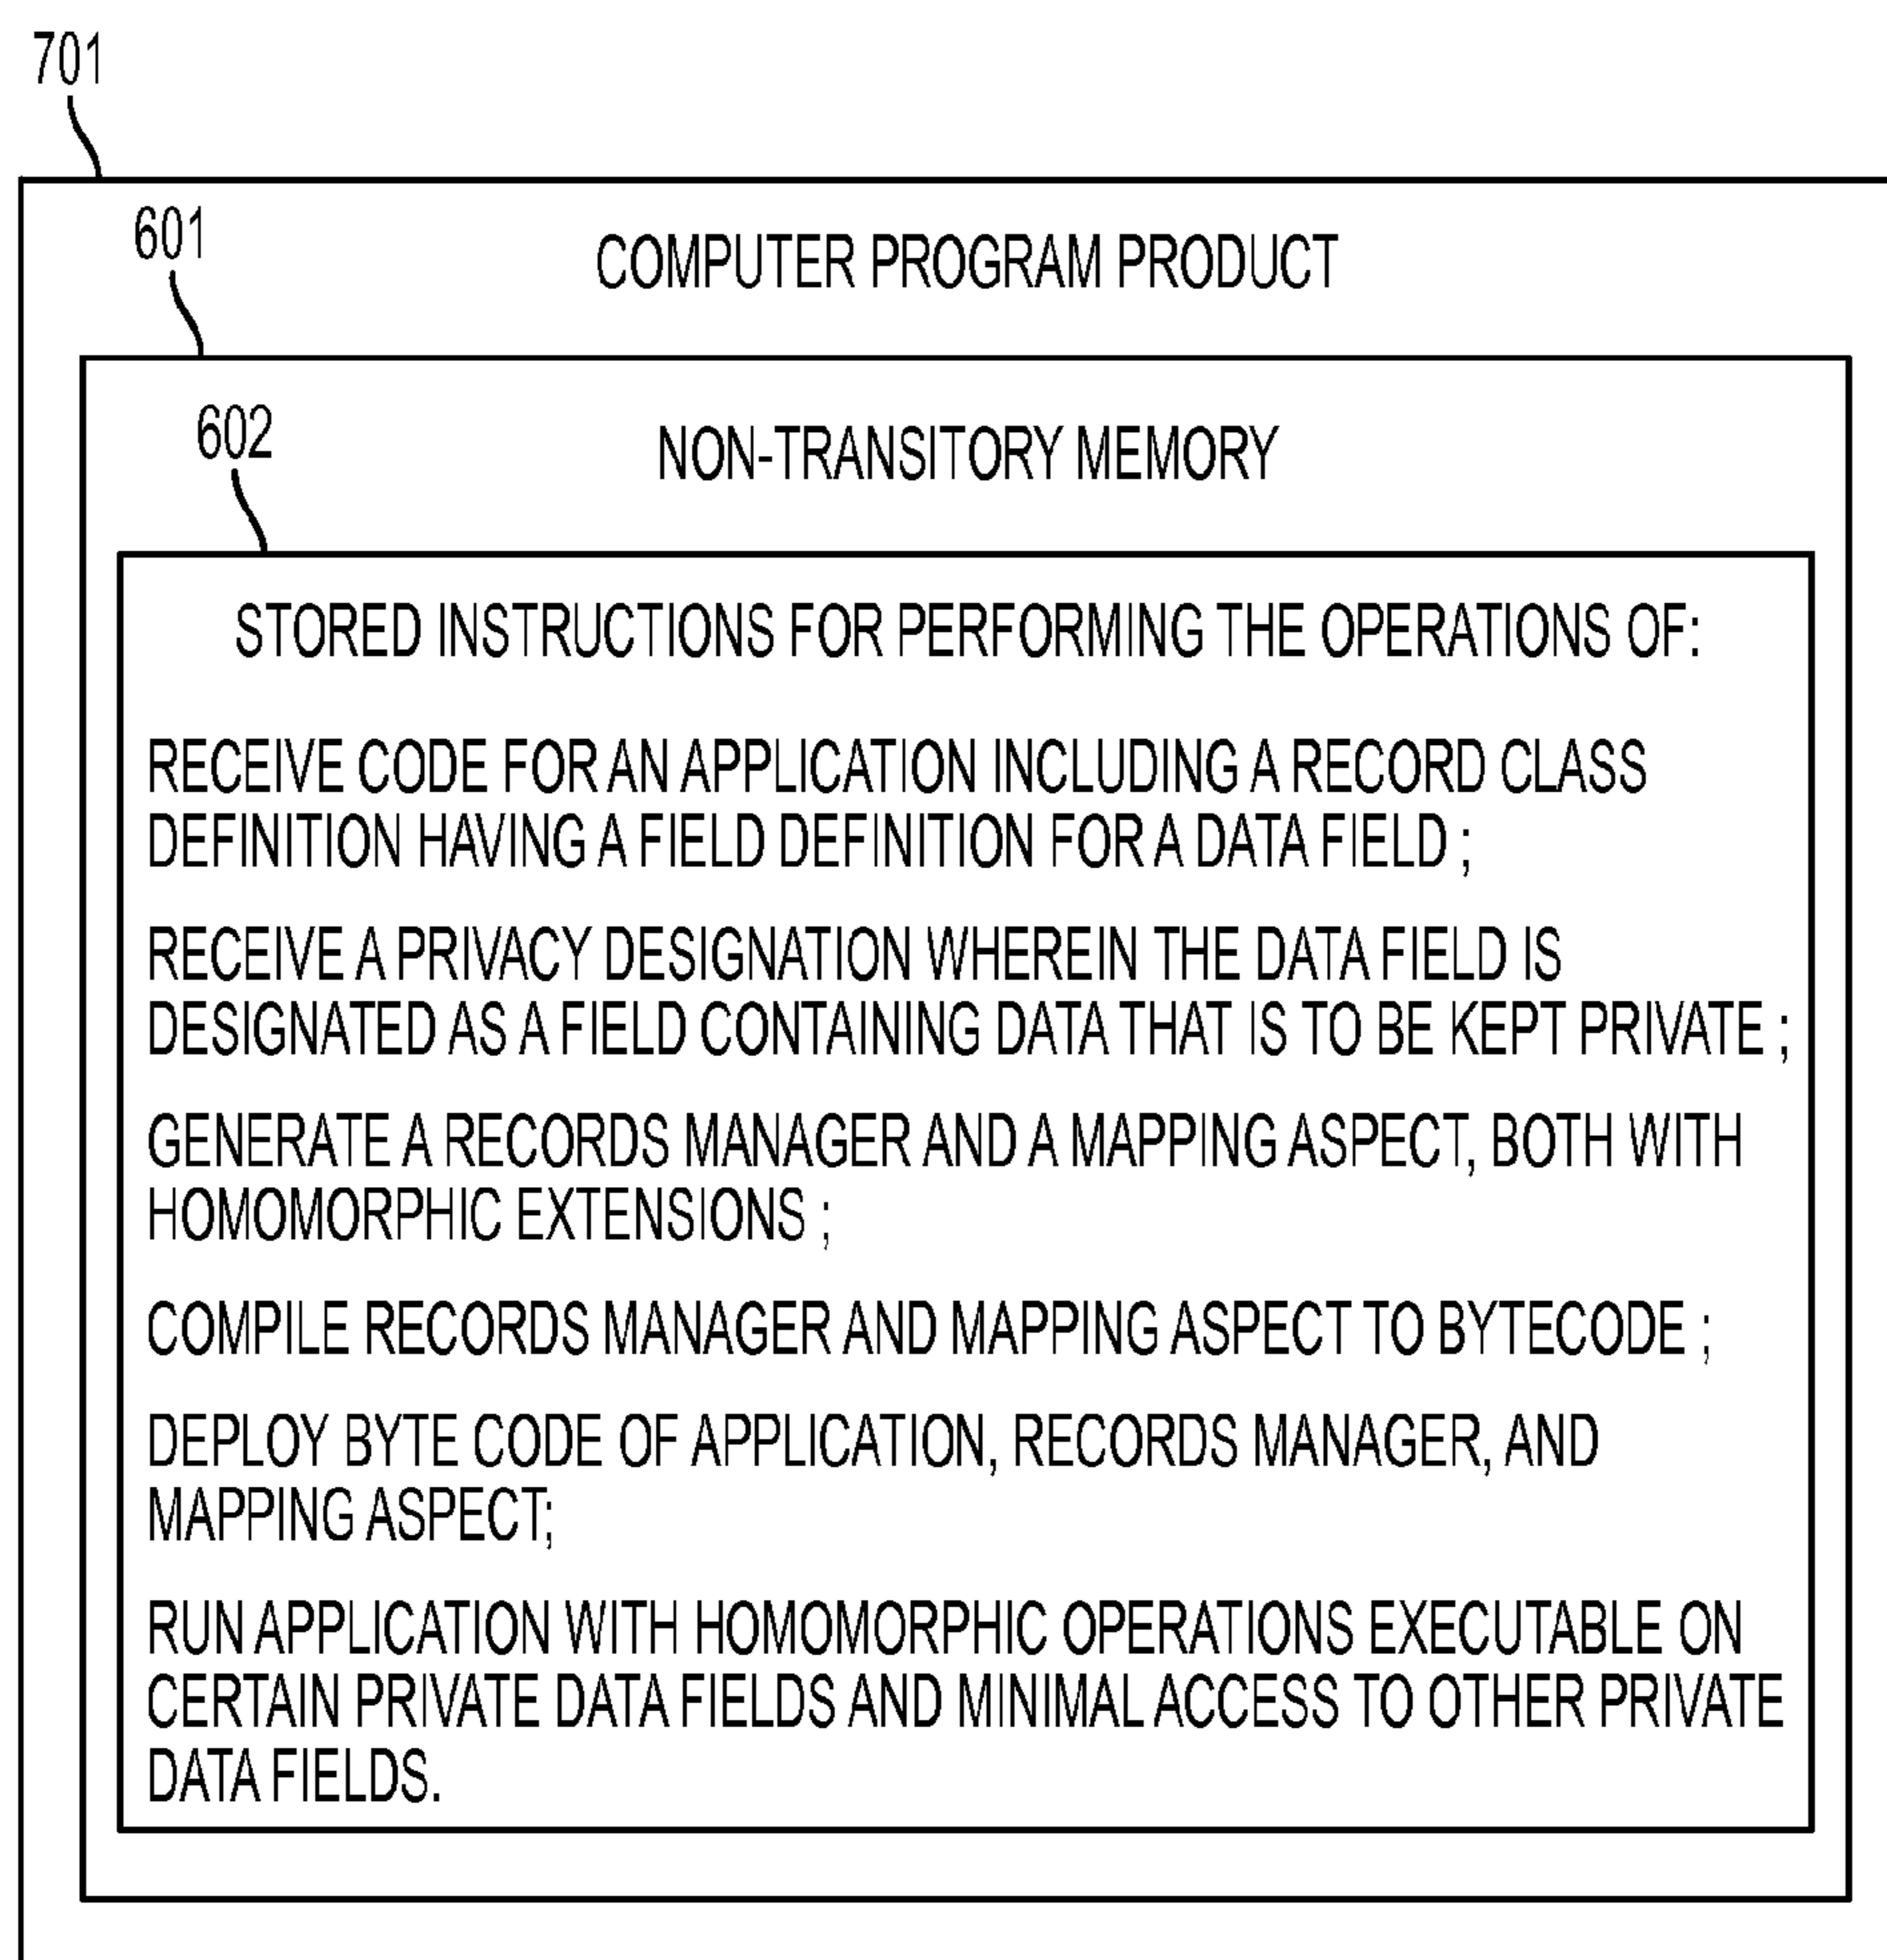 701
601
COMPUTER PROGRAM PRODUCT
602
NON-TRANSITORY MEMORY
STORED INSTRUCTIONS FOR PERFORMING THE OPERATIONS OF:
RECEIVE CODE FOR AN APPLICATION INCLUDING A RECORD CLASS
DEFINITION HAVING A FIELD DEFINITION FOR A DATA FIELD ;
RECEIVE A PRIVACY DESIGNATION WHEREIN THE DATA FIELD IS
DESIGNATED AS A FIELD CONTAINING DATA THAT IS TO BE KEPT PRIVATE ;
GENERATE A RECORDS MANAGER AND A MAPPING ASPECT, BOTH WITH
HOMOMORPHIC EXTENSIONS ;
COMPILE RECORDS MANAGER AND MAPPING ASPECT TO BYTECODE ;
DEPLOY BYTE CODE OF APPLICATION, RECORDS MANAGER, AND
MAPPING ASPECT;
RUN APPLICATION WITH HOMOMORPHIC OPERATIONS EXECUTABLE ON
CERTAIN PRIVATE DATA FIELDS AND MINIMAL ACCESS TO OTHER PRIVATE
DATA FIELDS.